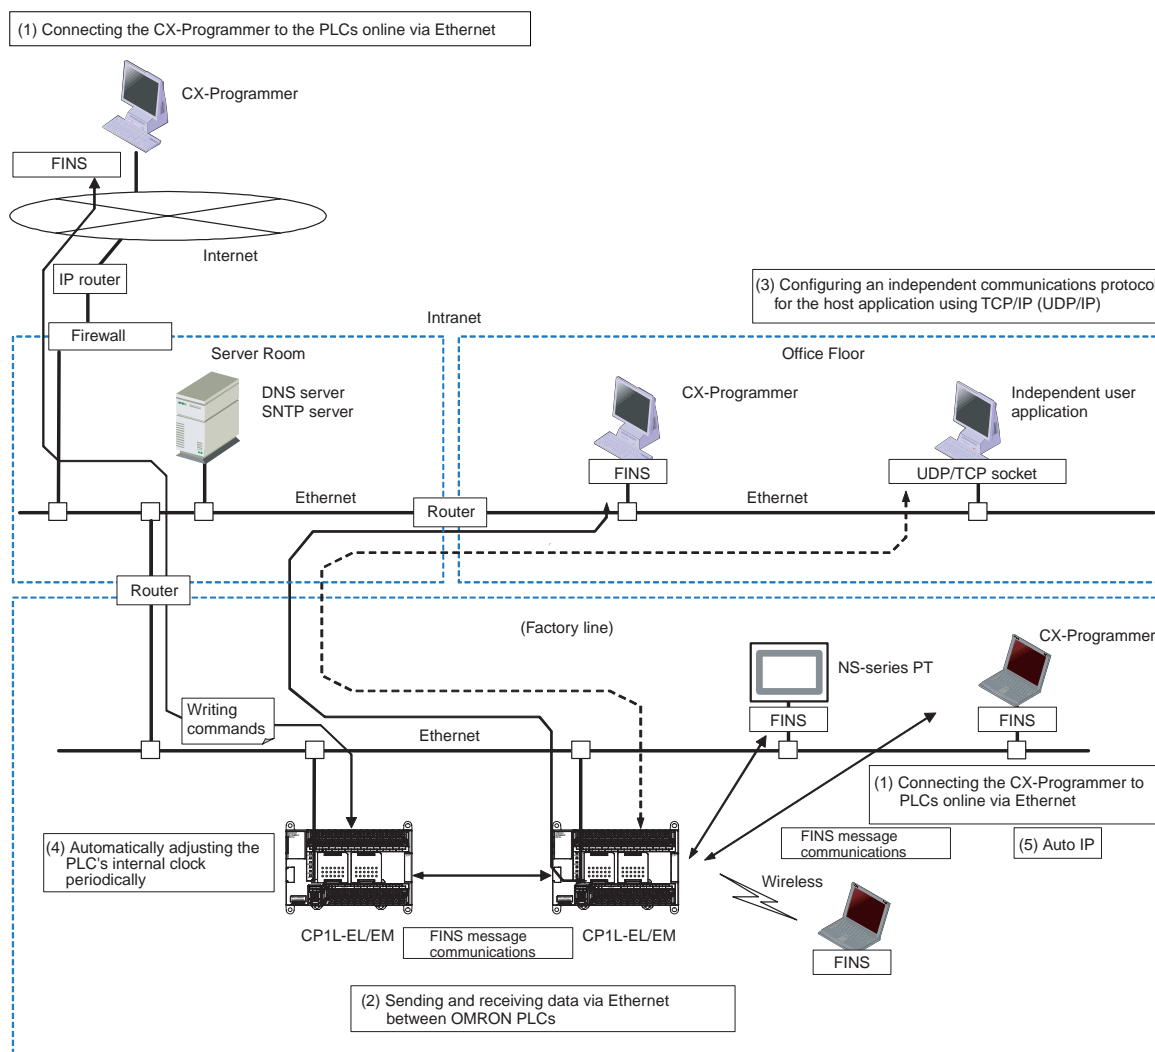 (1) Connecting the CX-Programmer to the PLCs online via Ethernet
CX-Programmer
FINS
Internet
IP router
(3) Configuring an independent communications protocol
for the host application using TCP/IP (UDP/IP)
Intranet
Firewall
Server Room
Office Floor
DNS server
SNTP server
CX-Programmer
Independent user
application
FINS
UDP/TCP socket
Ethernet
Router
Ethernet
Router
(Factory line)
CX-Programmer
NS-series PT
Writing
commands
FINS
FINS
Ethernet
(1) Connecting the CX-Programmer to
PLCs online via Ethernet
(4) Automatically adjusting the
PLC's internal clock
periodically
FINS message
communications
(5) Auto IP
Wireless
CP1L-EL/EM
FINS message
communications
CP1L-EL/EM
FINS
(2) Sending and receiving data via Ethernet
between OMRON PLCs